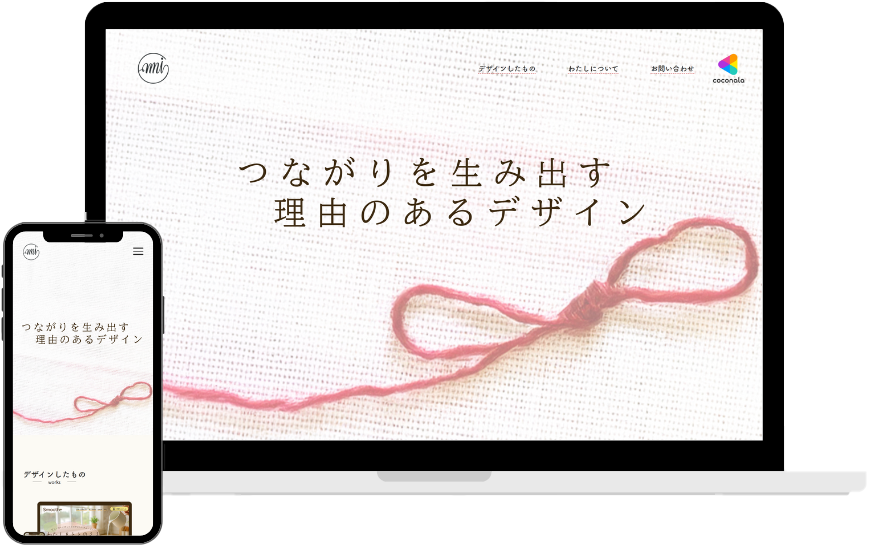 mi
デザインしたもの
わたしについて
お問い合わせ
coconala
つながりを生み出す
理由のあるデザイン
mi
つながりを生み出す
理由のあるデザイン
デザインしたもの
works